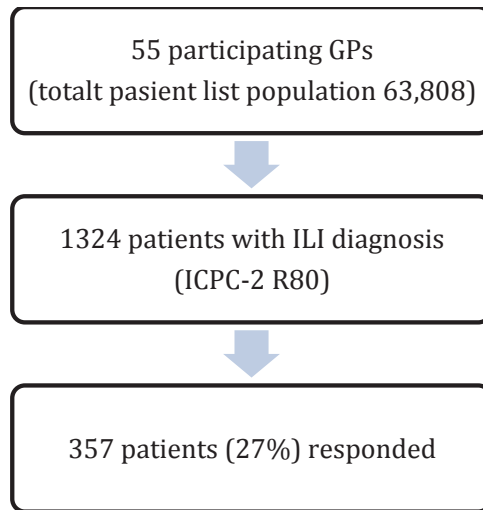 55 participating GPs
(totalt pasient list population 63,808)
1324 patients with ILI diagnosis
(ICPC-2 R80)
357 patients (27%) responded